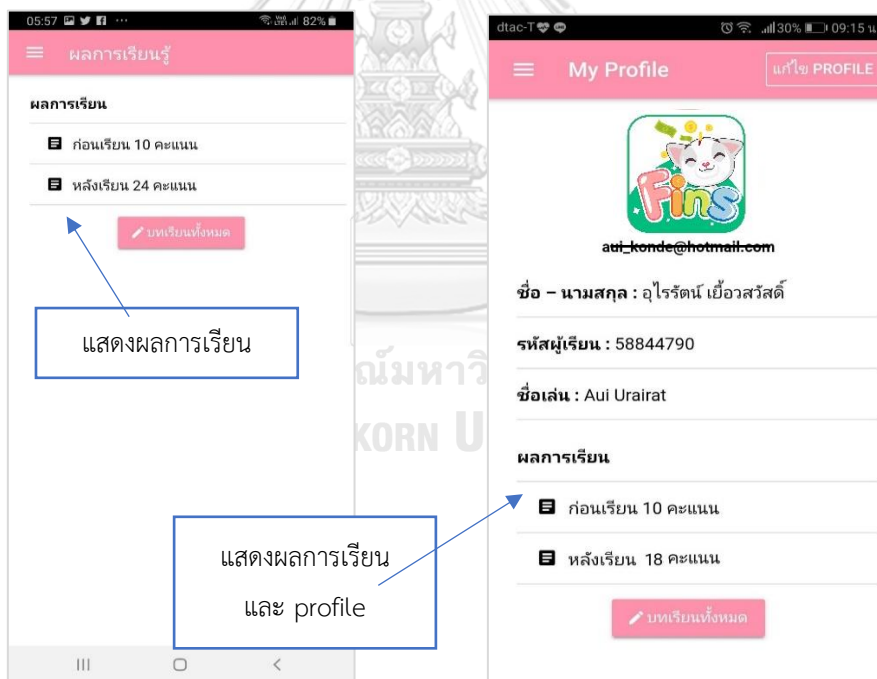 05:57 ... 82%
ผลการเรียนรู้
ผลการเรียน
ก่อนเรียน 10 คะแนน
หลังเรียน 24 คะแนน
บทเรียนทั้งหมด
แสดงผลการเรียน
แสดงผลการเรียน
และ profile
dtac-T 30% 09:15 น
My Profile
แก้ไข PROFILE
Fins
aui_konde@hotmail.com
ชื่อ – นามสกุล : อุไรรัตน์ เยื้อวสวัสดิ์
รหัสผู้เรียน : 58844790
ชื่อเล่น : Aui Urairat
ผลการเรียน
ก่อนเรียน 10 คะแนน
หลังเรียน 18 คะแนน
บทเรียนทั้งหมด
ณ์มหาวิ
KORN U